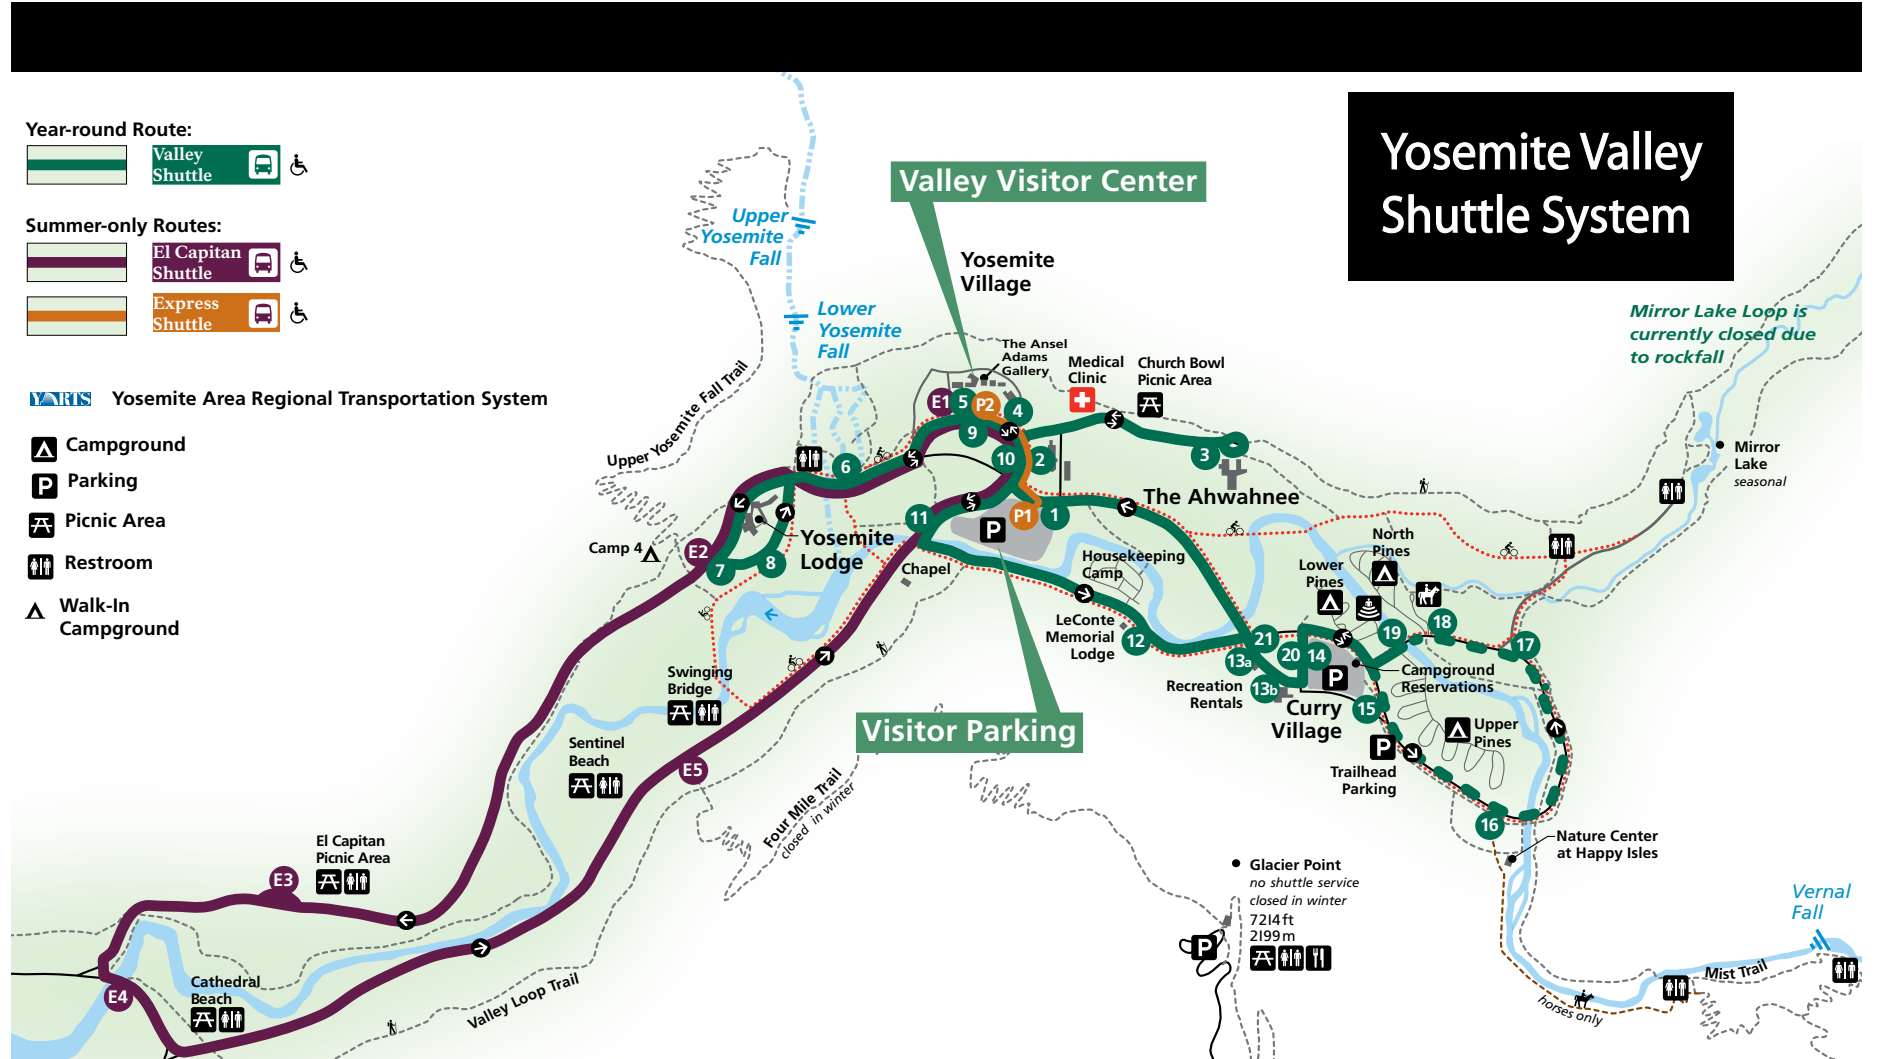 Yosemite Valley
Shuttle System
Year-round Route:
Valley
Shuttle
Summer-only Routes:
El Capitan
Shuttle
Express
Shuttle
YARTS Yosemite Area Regional Transportation System
Campground
P Parking
Picnic Area
Restroom
Walk-In
Campground
Valley Visitor Center
Yosemite
Village
Upper
Yosemite
Fall
Lower
Yosemite
Fall
The Ansel
Adams
Gallery
Medical
Clinic
Church Bowl
Picnic Area
Mirror Lake Loop is
currently closed due
to rockfall
Upper Yosemite Fall Trail
E1
5
P2
4
9
10
2
3
6
Mirror
Lake
seasonal
The Ahwahnee
11
P
P1
1
Yosemite
Lodge
Camp 4
E2
7
8
Chapel
Housekeeping
Camp
North
Pines
Lower
Pines
LeConte
Memorial
Lodge
12
21
20
14
13a
13b
P
19
18
17
Campground
Reservations
Recreation
Rentals
Curry
Village
15
Upper
Pines
P
Trailhead
Parking
16
Nature Center
at Happy Isles
Swinging
Bridge
Visitor Parking
Sentinel
Beach
E5
Four Mile Trail
closed in winter
El Capitan
Picnic Area
E3
E4
Cathedral
Beach
Valley Loop Trail
Glacier Point
no shuttle service
closed in winter
7214 ft
2199 m
P
Vernal
Fall
Mist Trail
horses only